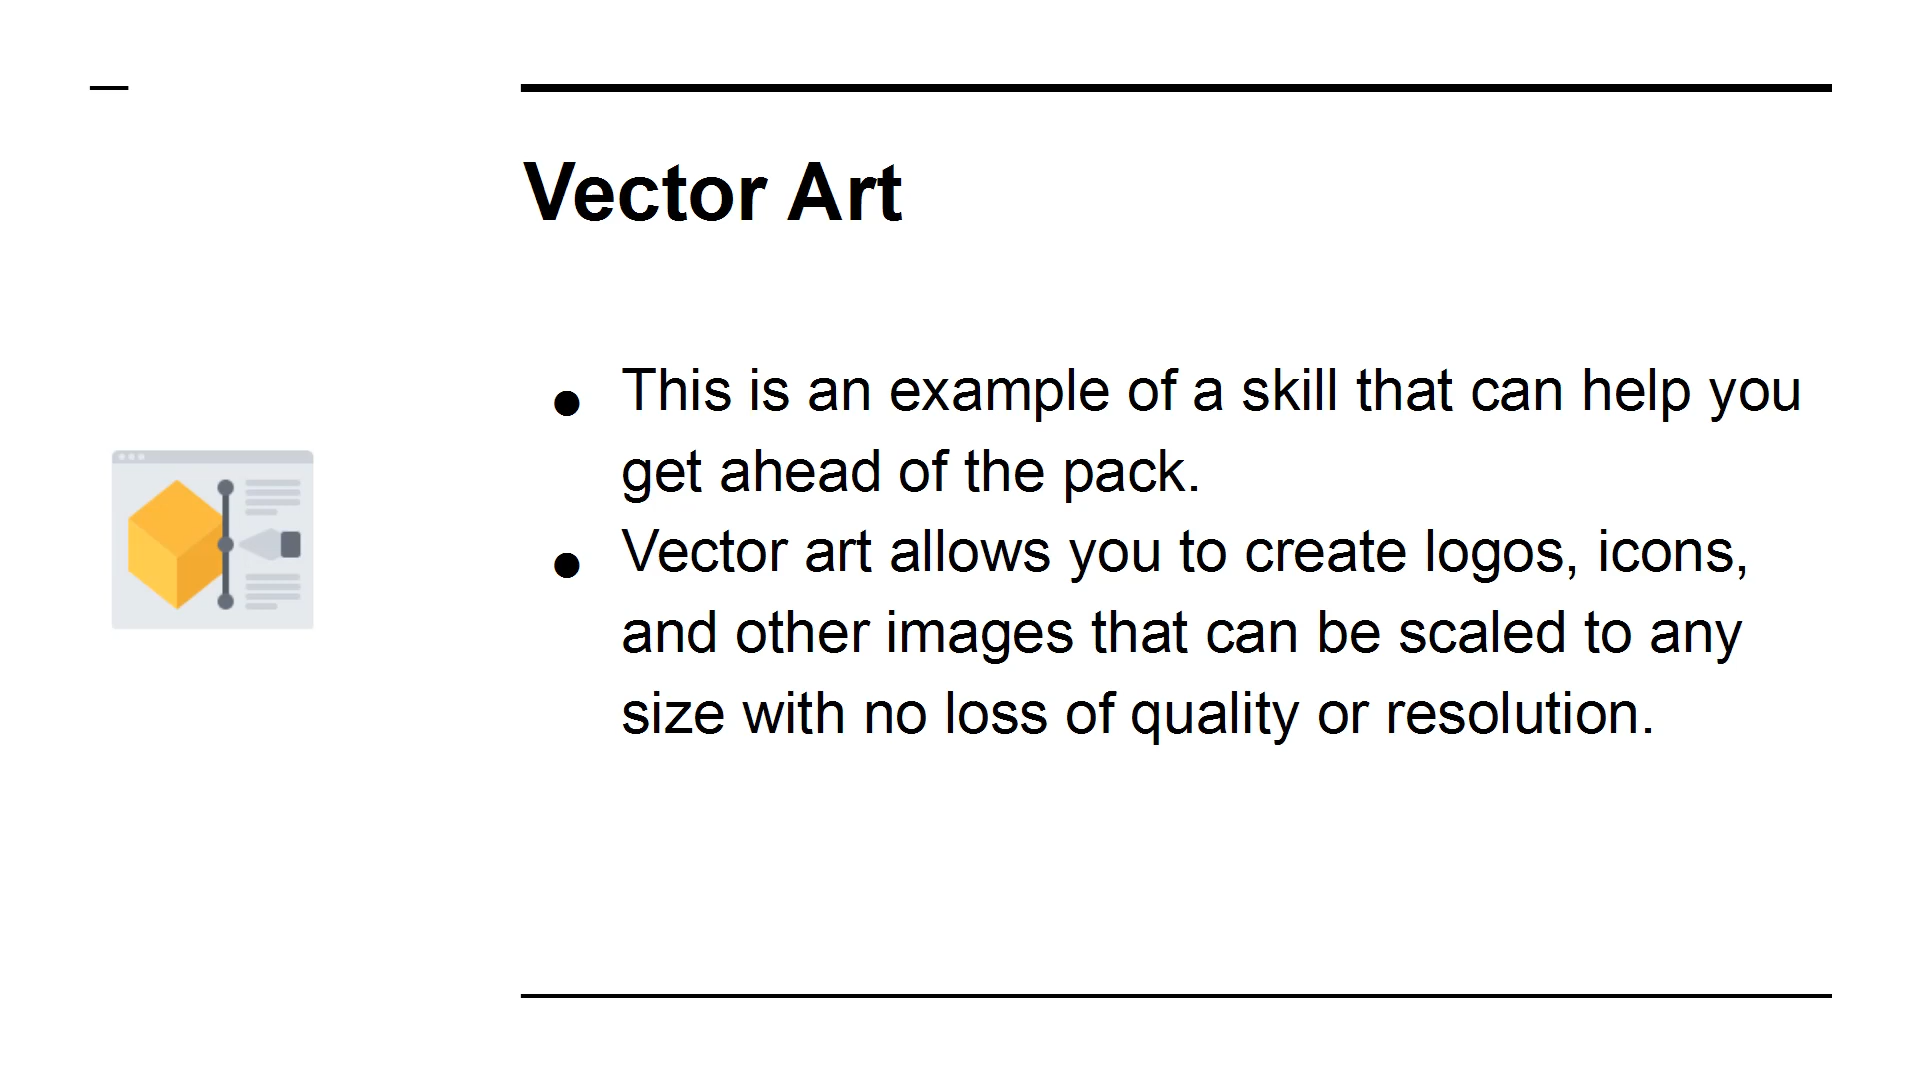 Vector Art
● This is an example of a skill that can help you
get ahead of the pack.
● Vector art allows you to create logos, icons,
and other images that can be scaled to any
size with no loss of quality or resolution.